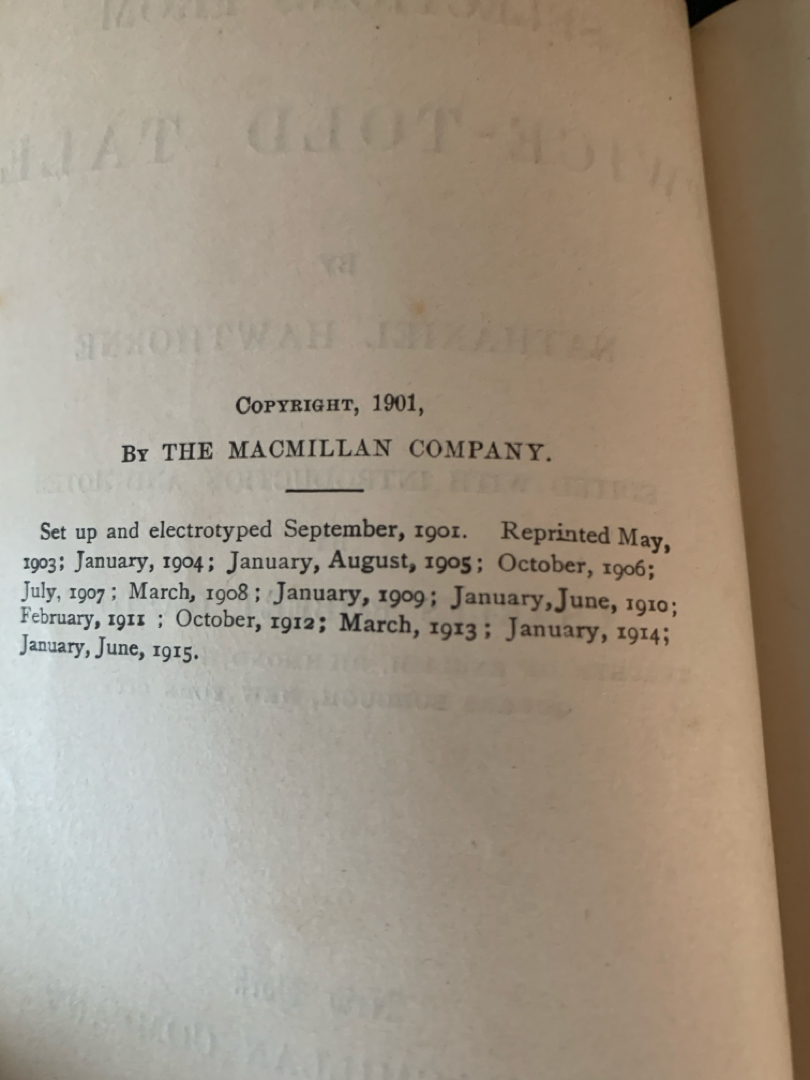 COPYRIGHT, 1901,
BY THE MACMILLAN COMPANY.
Set up and electrotyped September, 1901. Reprinted May,
1903; January, 1904; January, August, 1905; October, 1906;
July, 1907; March, 1908; January, 1909; January, June, 1910;
February, 1911 ; October, 1912; March, 1913; January, 1914;
January, June, 1915.